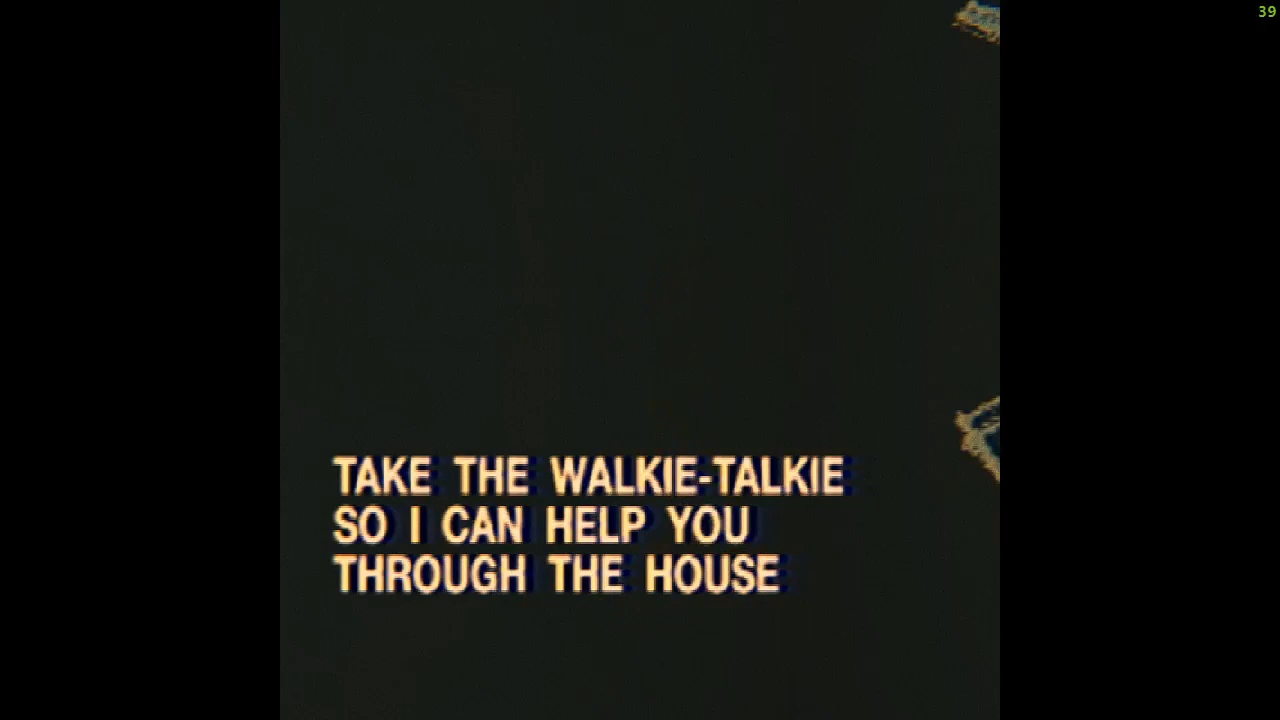 39
TAKE THE WALKIE-TALKIE
SO I CAN HELP YOU
THROUGH THE HOUSE